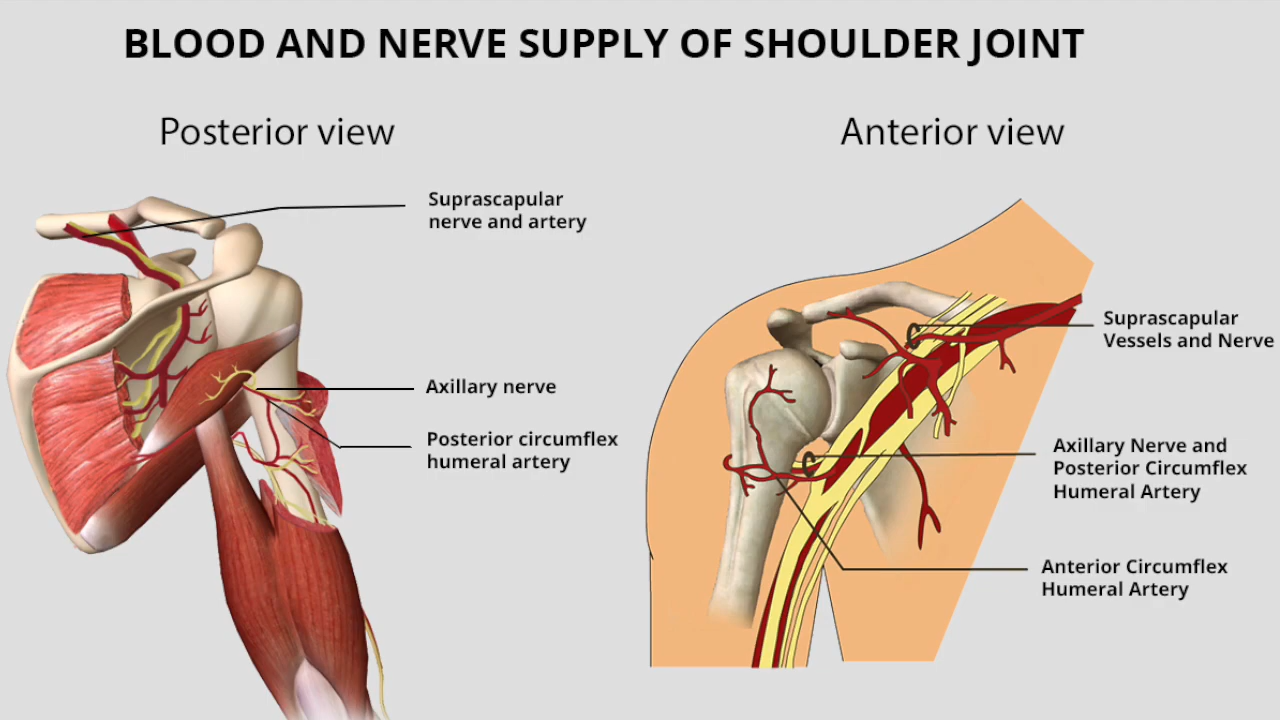 BLOOD AND NERVE SUPPLY OF SHOULDER JOINT
Posterior view
Suprascapular
nerve and artery
Axillary nerve
Posterior circumflex
humeral artery
Anterior view
Suprascapular
Vessels and Nerve
Axillary Nerve and
Posterior Circumflex
Humeral Artery
Anterior Circumflex
Humeral Artery